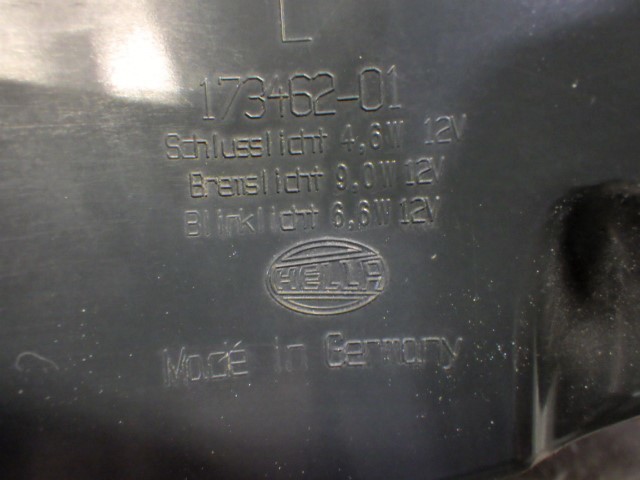 L
173462-01
Schlusslicht 4,6W 12V
Bremslicht 9.0W 12V
Blinklicht 6,6W 12V
HELLA
Made in Germany